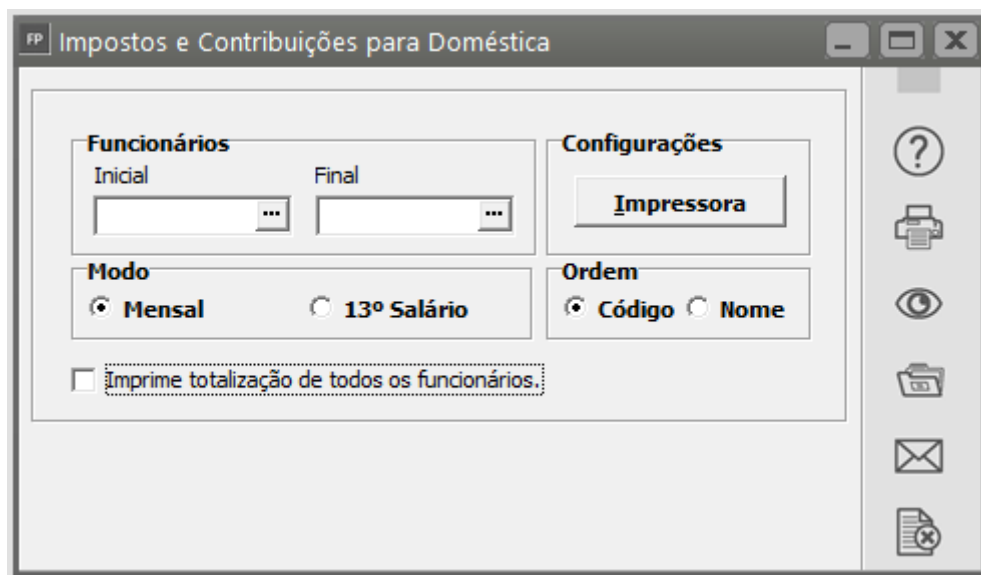 FP Impostos e Contribuições para Doméstica
Funcionários
Inicial Final
... ...
Configurações
Impressora
Modo
Mensal 13º Salário
Ordem
Código Nome
Imprime totalização de todos os funcionários.